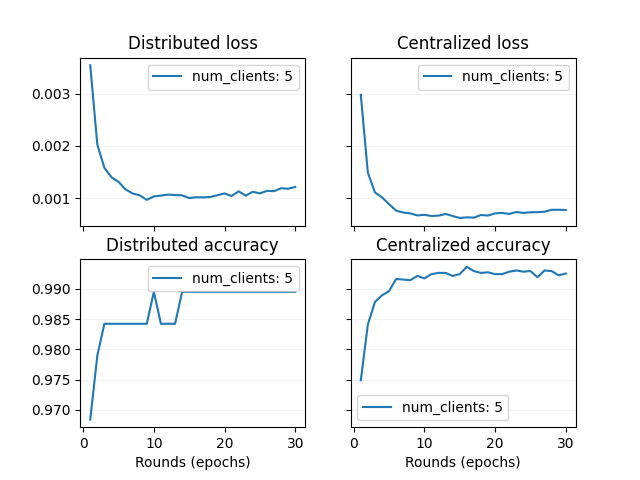 Distributed loss
Centralized loss
num_clients: 5
num_clients: 5
0.003
0.002
0.001
Distributed accuracy
Centralized accuracy
num_clients: 5
0.990
0.985
0.980
0.975
0.970
num_clients: 5
0
10
20
30
0
10
20
30
Rounds (epochs)
Rounds (epochs)